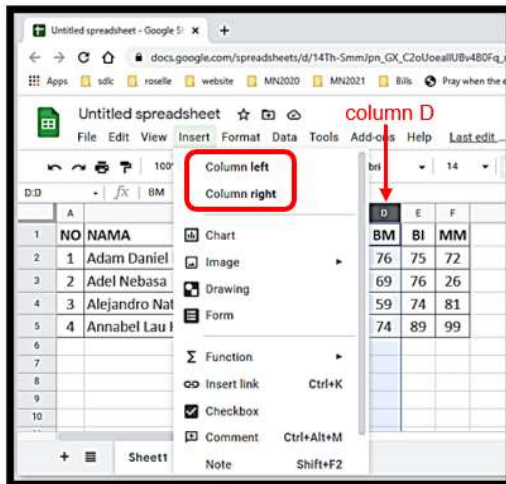 Untitled spreadsheet - Google S
docs.google.com/spreadsheets/d/14Th-SmmJpn_GX_C2oUoeallUBv4B0Fq_
Apps sdlc roselle website MN2020 MN2021 Bills Pray when the e
Untitled spreadsheet
column D
File Edit View Insert Format Data Tools Add-ons Help Last edit
100 14
D:D fx BM
Column left
Column right
A D E F
1 NO NAMA BM BI MM
2 1 Adam Daniel 76 75 72
3 2 Adel Nebasa 69 76 26
4 3 Alejandro Nat 59 74 81
5 4 Annabel Lau 74 89 99
6
7
8
9
10
Chart
Image
Drawing
Form
Function
Insert link Ctrl+K
Checkbox
Comment Ctrl+Alt+M
Note Shift+F2
Sheet1